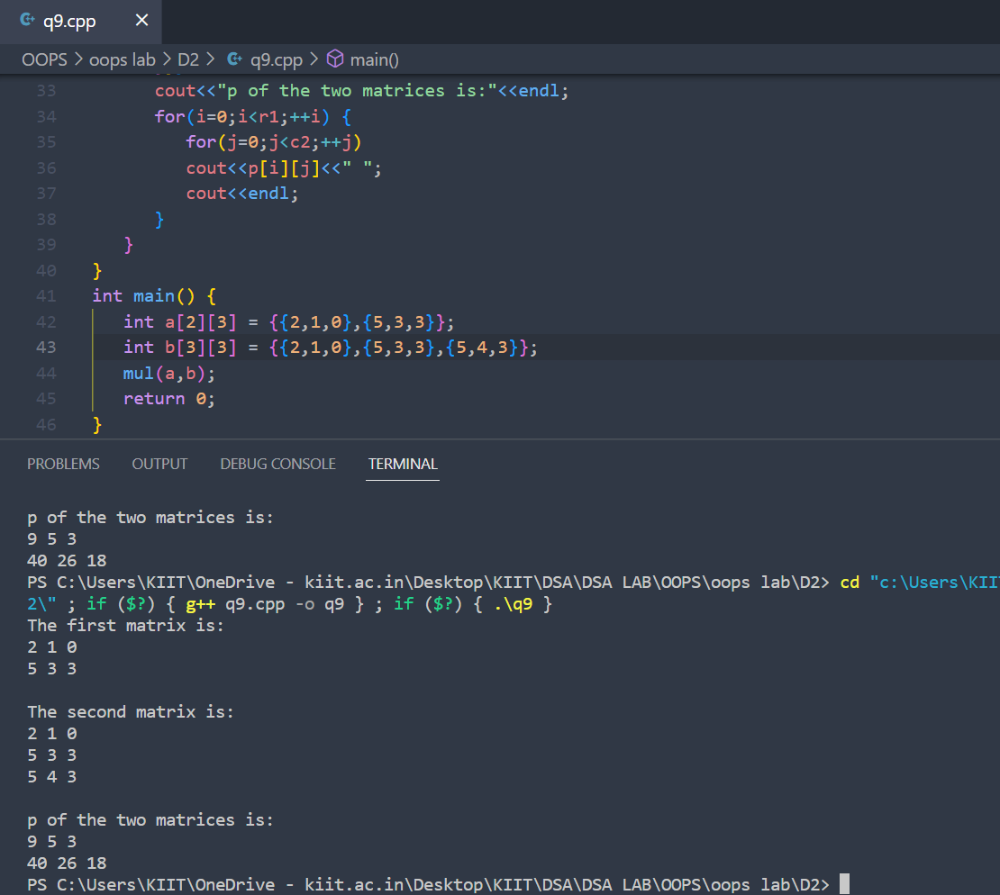 q9.cpp
OOPS > oops lab > D2 > q9.cpp > main()
33 cout<<"p of the two matrices is:"<<endl;
34 for(i=0;i<r1;++i) {
35 for(j=0;j<c2;++j)
36 cout<<p[i][j]<<" ";
37 cout<<endl;
38 }
39 }
40 }
41 int main() {
42 int a[2][3] = {{2,1,0},{5,3,3}};
43 int b[3][3] = {{2,1,0},{5,3,3},{5,4,3}};
44 mul(a,b);
45 return 0;
46 }
PROBLEMS OUTPUT DEBUG CONSOLE TERMINAL
p of the two matrices is:
9 5 3
40 26 18
PS C:\Users\KIIT\OneDrive - kiit.ac.in\Desktop\KIIT\DSA\DSA LAB\OOPS\oops lab\D2> cd "c:\Users\KII
2\" ; if ($?) { g++ q9.cpp -o q9 } ; if ($?) { .\q9 }
The first matrix is:
2 1 0
5 3 3
The second matrix is:
2 1 0
5 3 3
5 4 3
p of the two matrices is:
9 5 3
40 26 18
PS C:\Users\KIIT\OneDrive - kiit.ac.in\Desktop\KIIT\DSA\DSA LAB\OOPS\oops lab\D2>